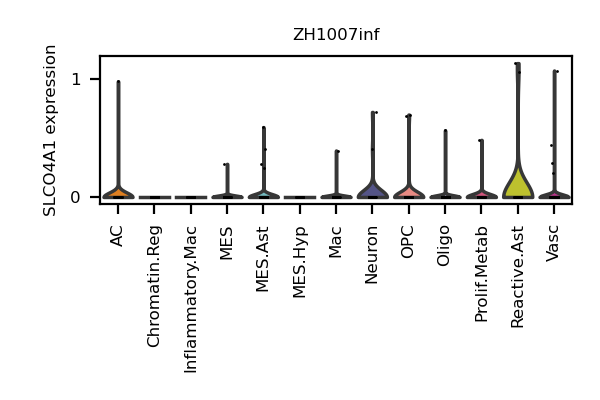 ZH1007inf
SLCO4A1 expression
1
0
AC
Chromatin.Reg
Inflammatory.Mac
MES
MES.Ast
MES.Hyp
Mac
Neuron
OPC
Oligo
Prolif.Metab
Reactive.Ast
Vasc